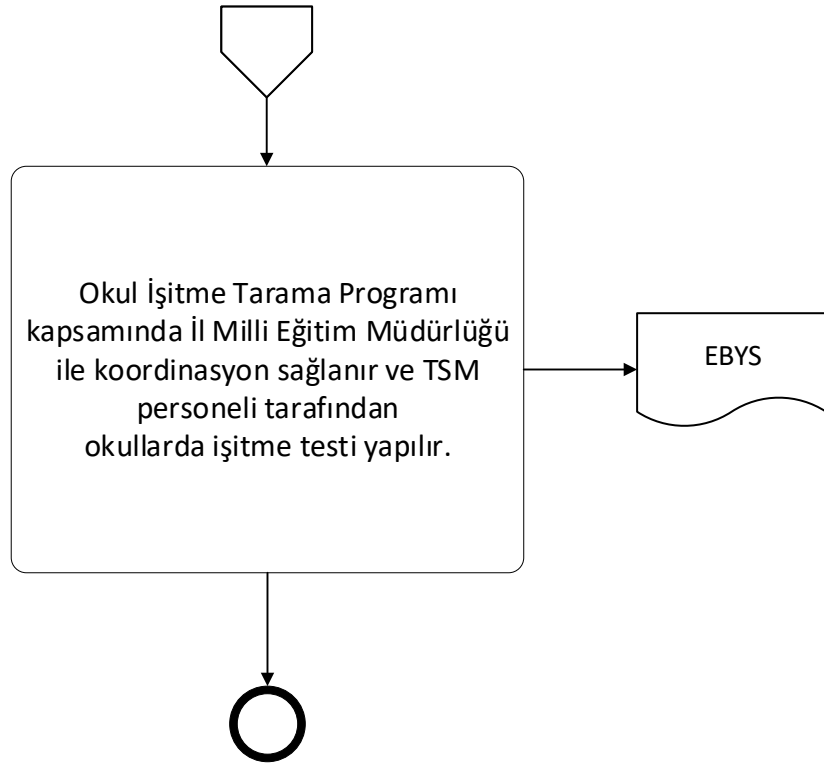 Okul İşitme Tarama Programı
kapsamında İl Milli Eğitim Müdürlüğü
ile koordinasyon sağlanır ve TSM
personeli tarafından
okullarda işitme testi yapılır.
EBYS